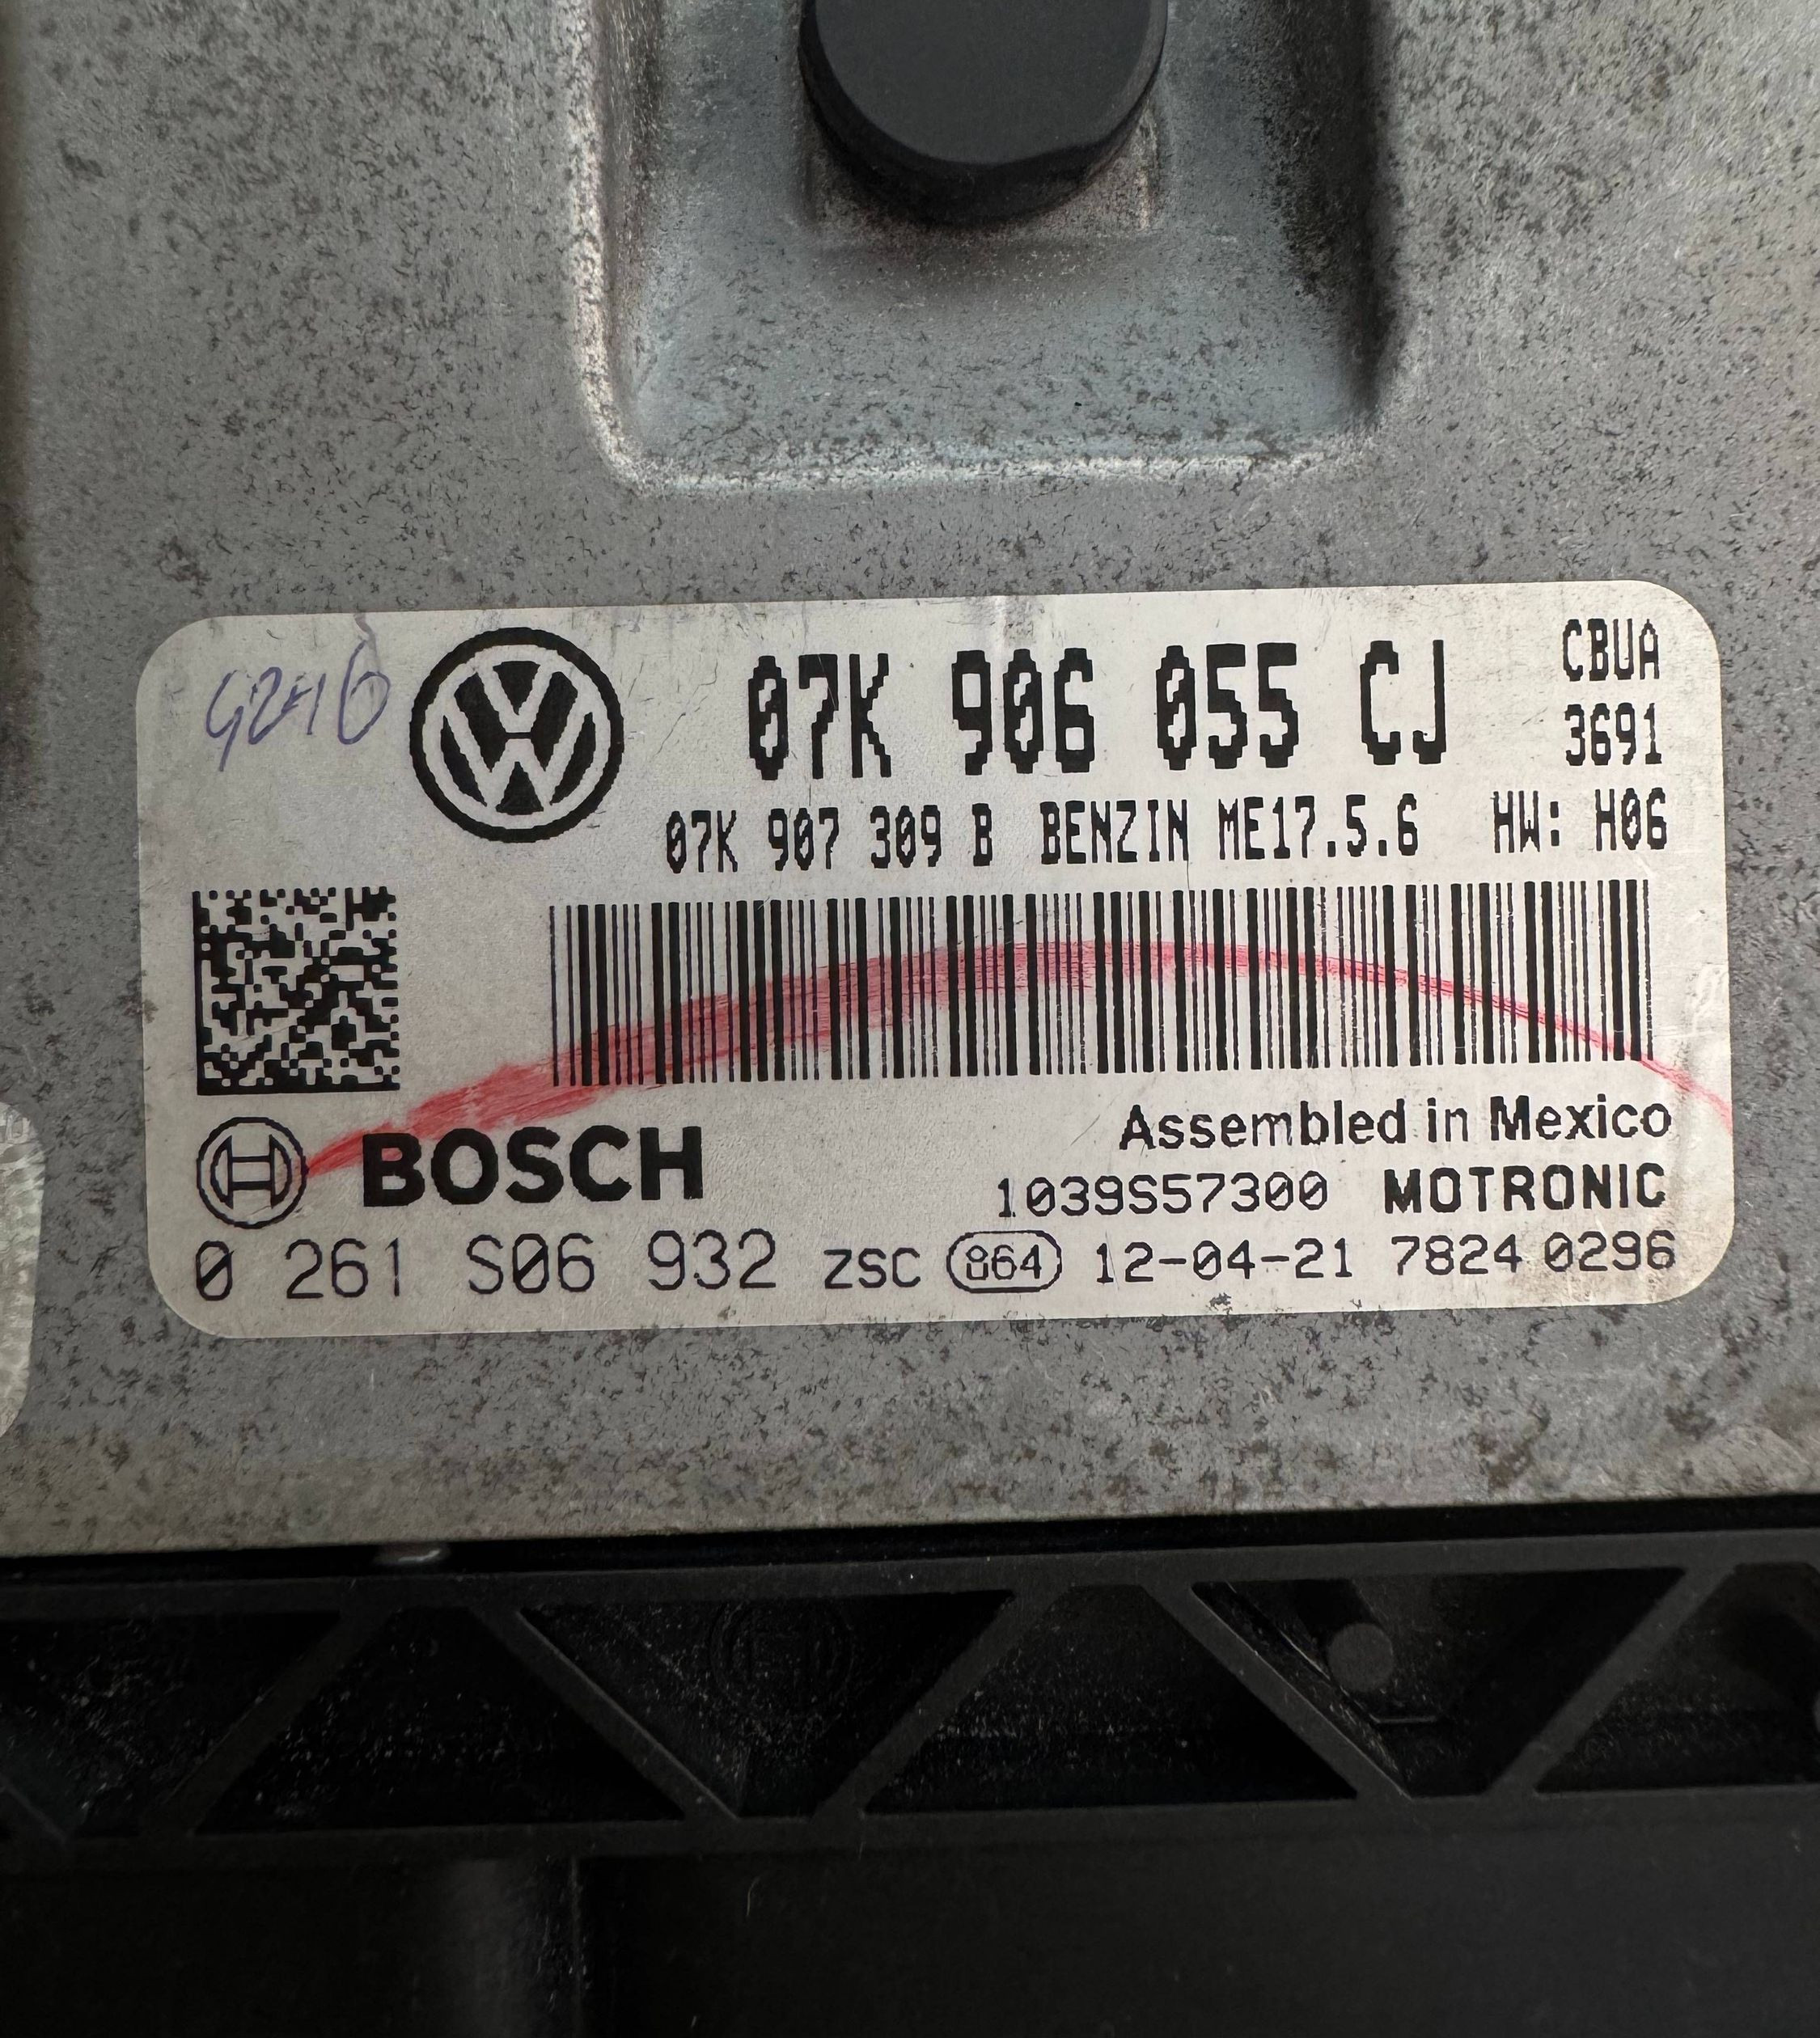 07K 906 055 CJ
CBUA
3691
07K 907 309 B BENZIN ME17.5.6 HW: H06
Assembled in Mexico
BOSCH
1039S57300 MOTRONIC
0 261 S06 932 ZSC 864 12-04-21 7824 0296